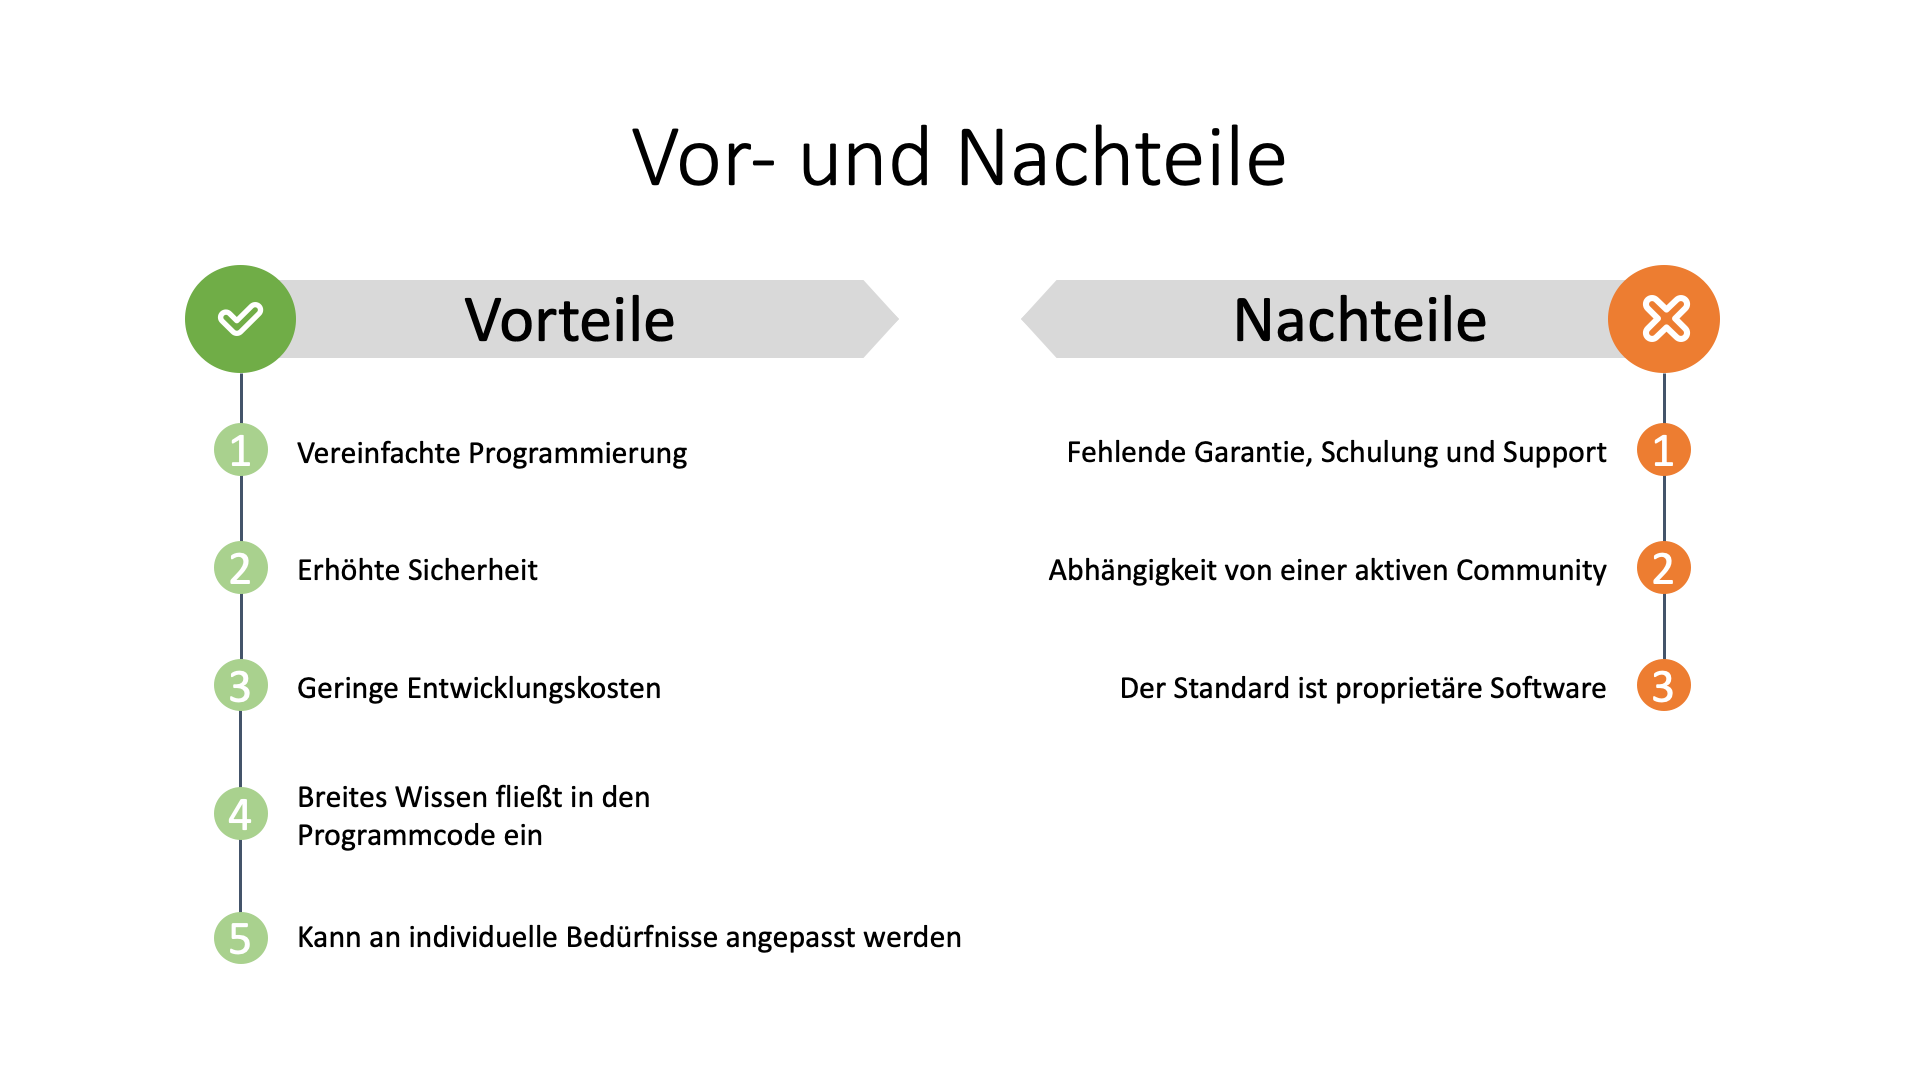 Vor- und Nachteile
Vorteile
1 Vereinfachte Programmierung
2 Erhöhte Sicherheit
3 Geringe Entwicklungskosten
4 Breites Wissen fließt in den
Programmcode ein
5 Kann an individuelle Bedürfnisse angepasst werden
Nachteile
Fehlende Garantie, Schulung und Support 1
Abhängigkeit von einer aktiven Community 2
Der Standard ist proprietäre Software 3